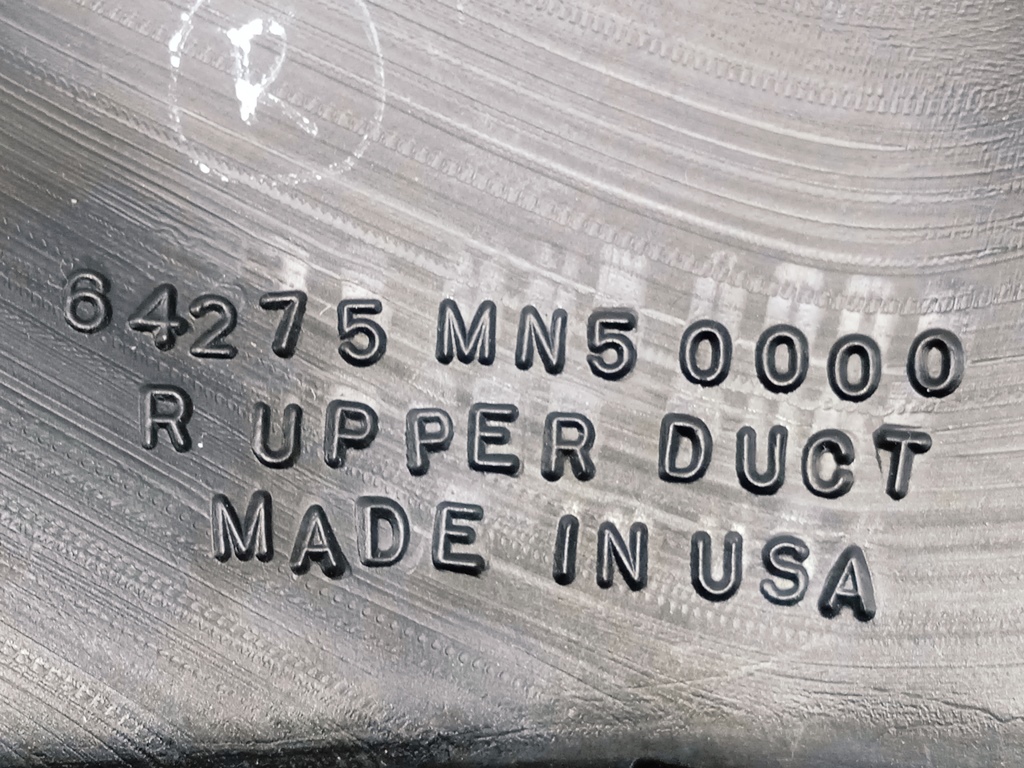 R
64275 MN5 0000
R UPPER DUCT
MADE IN USA